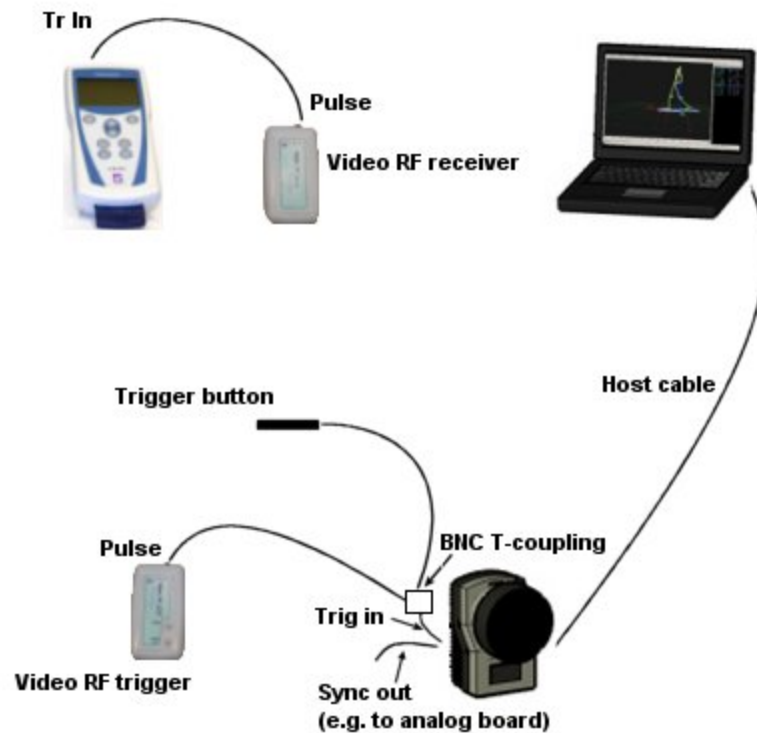 Tr In
Pulse
Video RF receiver
Host cable
Trigger button
BNC T-coupling
Pulse
Trig in
Video RF trigger
Sync out
(e.g. to analog board)